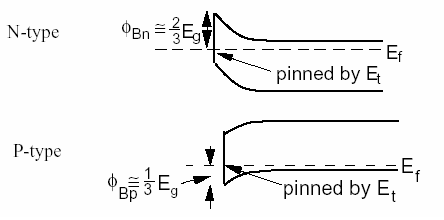 N-type
ϕBn ≅ 2/3 Eg
Ef
pinned by Et
P-type
ϕBp ≅ 1/3 Eg
Ef
pinned by Et